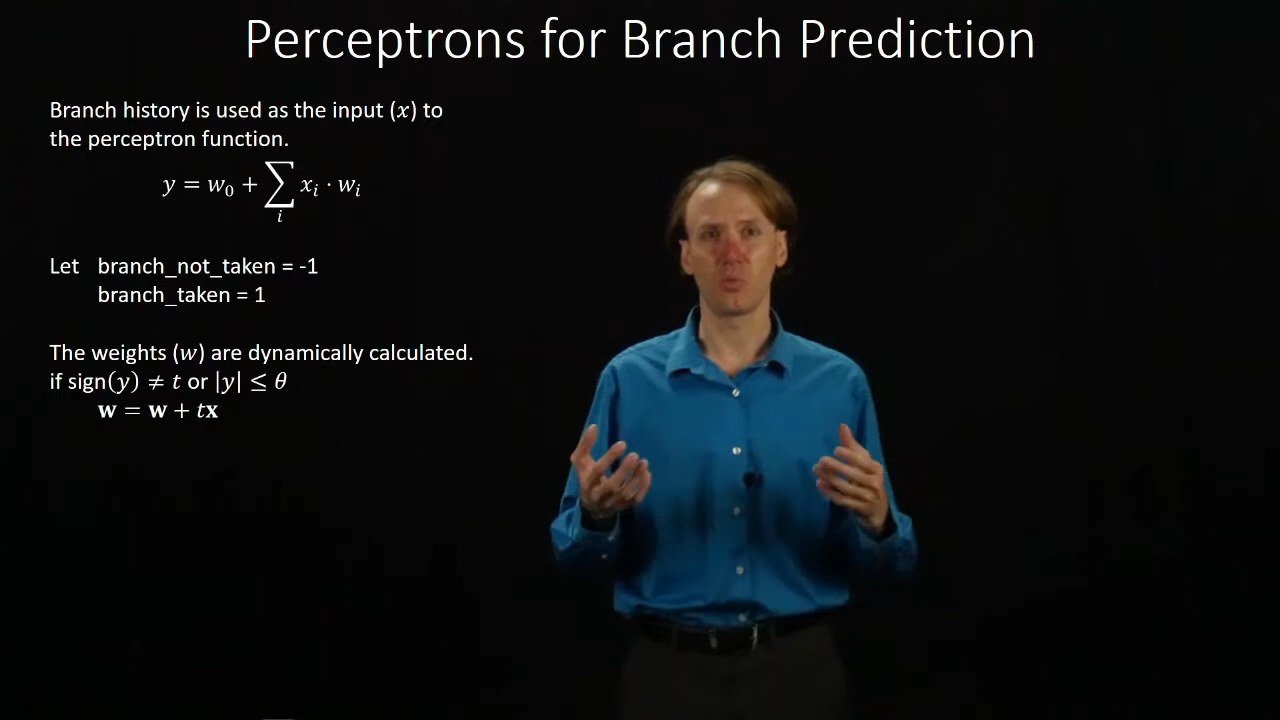 Perceptrons for Branch Prediction
Branch history is used as the input (x) to
the perceptron function.
y = w₀ + ∑ᵢ xᵢ · wᵢ
Let branch_not_taken = -1
branch_taken = 1
The weights (w) are dynamically calculated.
if sign(y) ≠ t or |y| ≤ θ
w = w + tx